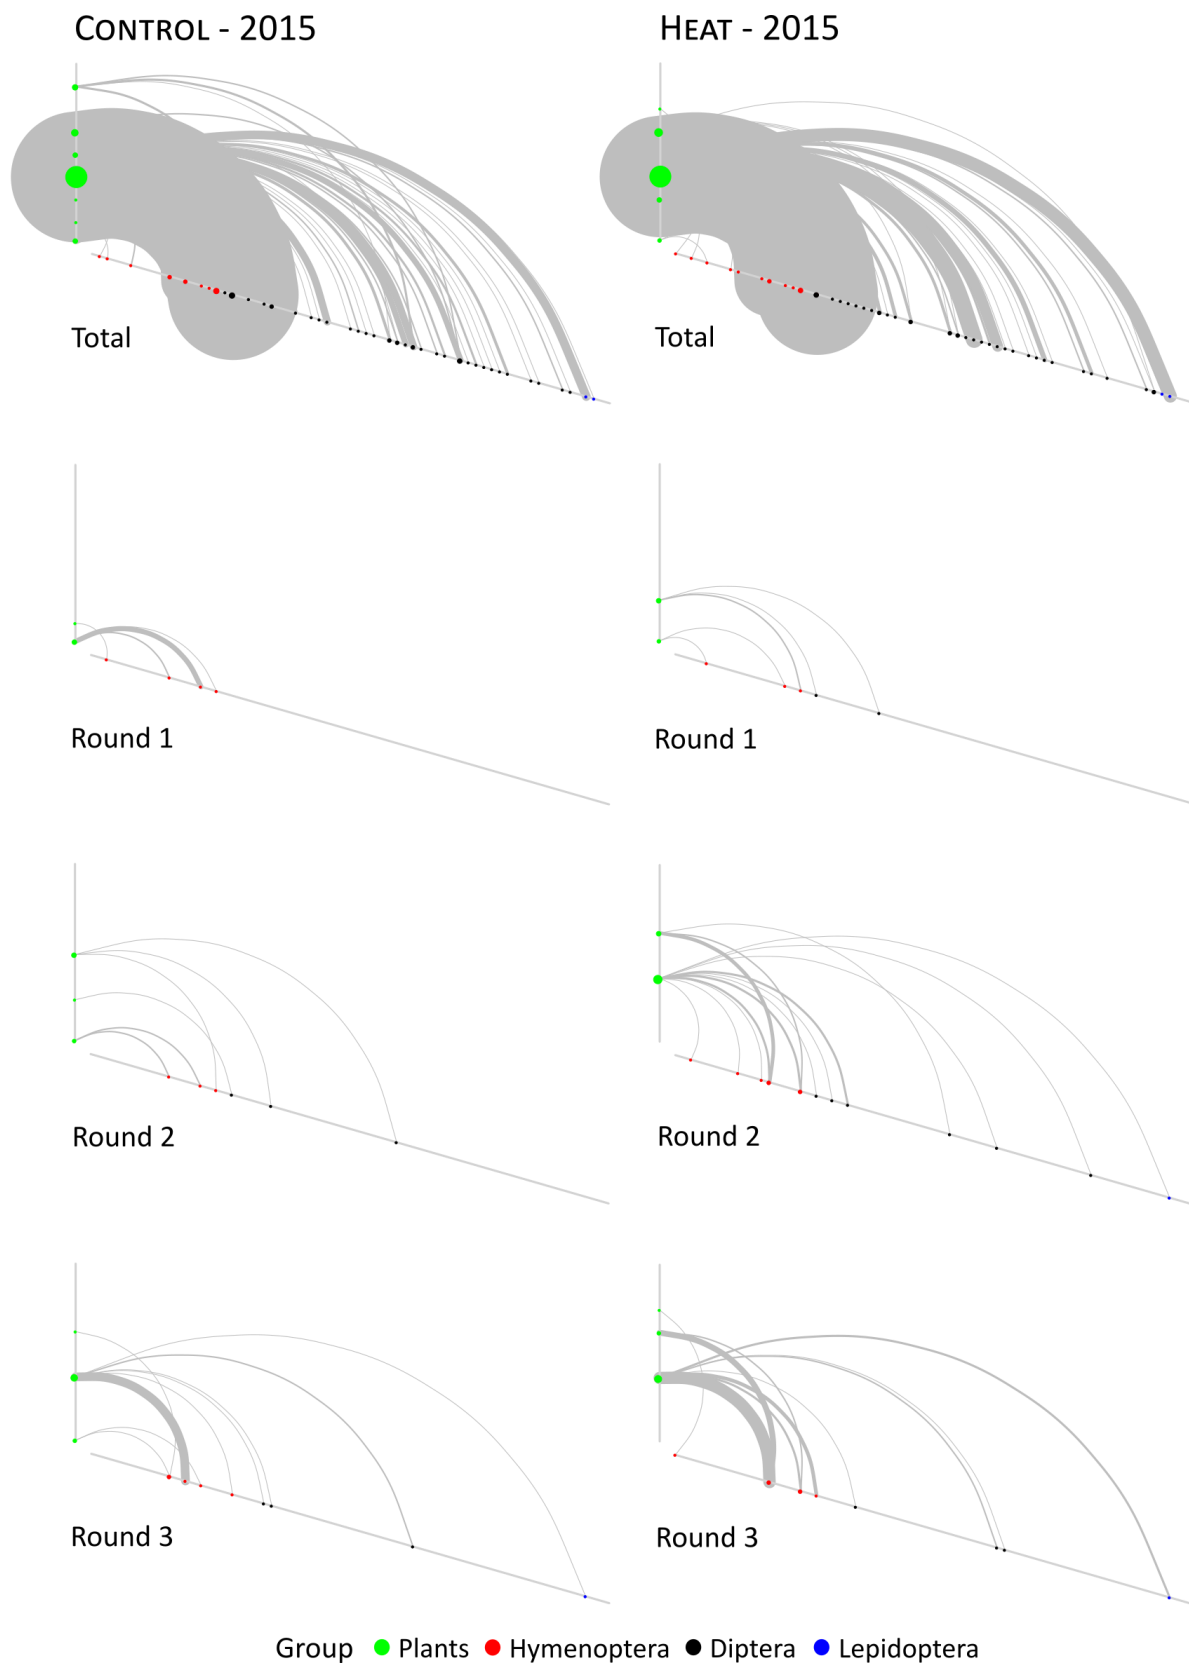 CONTROL - 2015 HEAT - 2015
Total Total
Round 1 Round 1
Round 2 Round 2
Round 3 Round 3
Group Plants Hymenoptera Diptera Lepidoptera